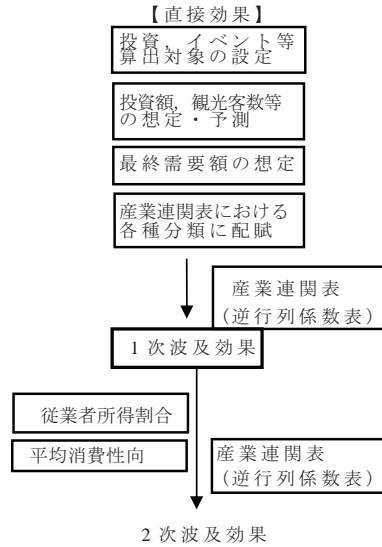 【直接効果】
投資，イベント等
算出対象の設定
投資額，観光客数等
の想定・予測
最終需要額の想定
産業連関表における
各種分類に配賦
産業連関表
（逆行列係数表）
1次波及効果
従業者所得割合
平均消費性向
産業連関表
（逆行列係数表）
2次波及効果